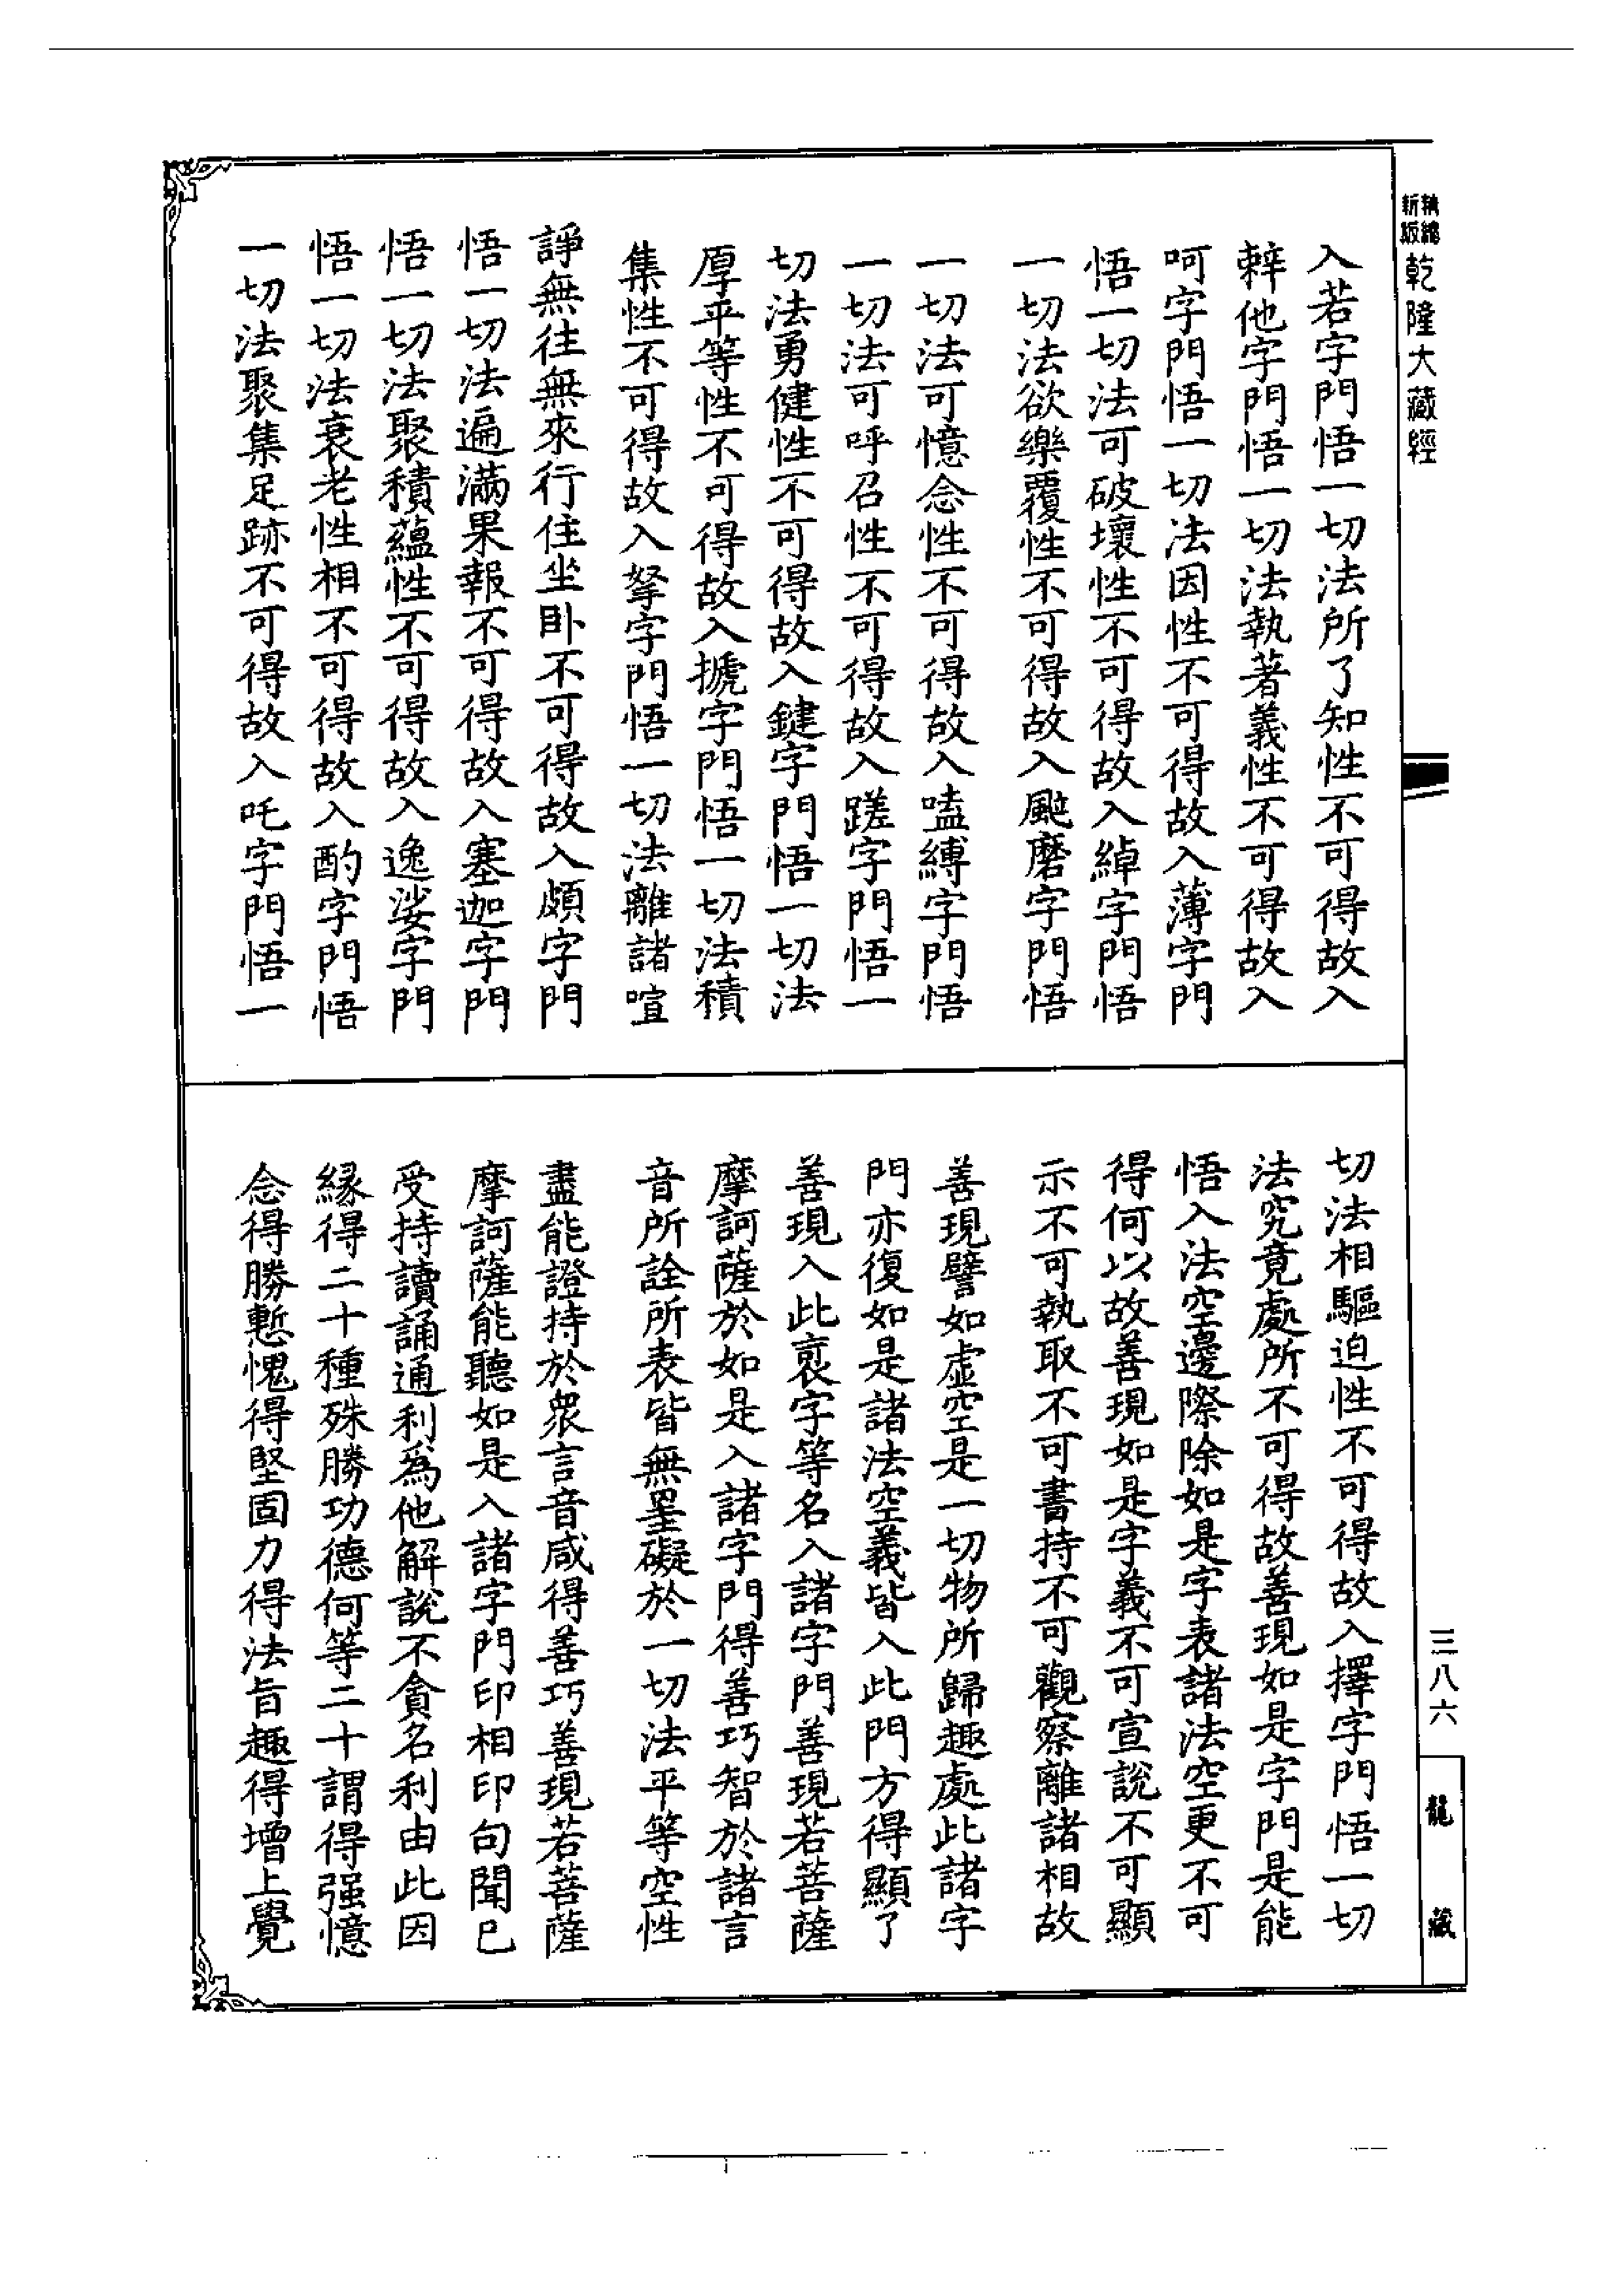 新版精縮
乾隆大藏經
入若字門悟一切法所了知性不可得故入
辢他字門悟一切法執著義性不可得故入
呵字門悟一切法因性不可得故入薄字門
悟一切法可破壞性不可得故入綽字門悟
一切法欲樂覆性不可得故入颰磨字門悟
一切法可憶念性不可得故入嗑縛字門悟
一切法可呼召性不可得故入蹉字門悟一
切法勇健性不可得故入鍵字門悟一切法
厚平等性不可得故入搋字門悟一切法積
集性不可得故入拏字門悟一切法離諸喧
諍無往無來行住坐卧不可得故入頗字門
悟一切法遍滿果報不可得故入塞迦字門
悟一切法聚積蘊性不可得故入逸娑字門
悟一切法衰老性相不可得故入酌字門悟
一切法聚集足跡不可得故入吒字門悟一
切法相驅迫性不可得故入擇字門悟一切
法究竟處所不可得故善現如是字門是能
悟入法空邊際除如是字表諸法空更不可
得何以故善現如是字義不可宣說不可顯
示不可執取不可書持不可觀察離諸相故
善現譬如虛空是一切物所歸趣處此諸字
門亦復如是諸法空義皆入此門方得顯了
善現入此裒字等名入諸字門善現若菩薩
摩訶薩於如是入諸字門得善巧智於諸言
音所詮所表皆無罣礙於一切法平等空性
盡能證持於衆言音咸得善巧善現若菩薩
摩訶薩能聽如是入諸字門印相印句聞已
受持讀誦通利爲他解說不貪名利由此因
緣得二十種殊勝功德何等二十謂得强憶
念得勝慙愧得堅固力得法旨趣得增上覺
三八六
龍藏